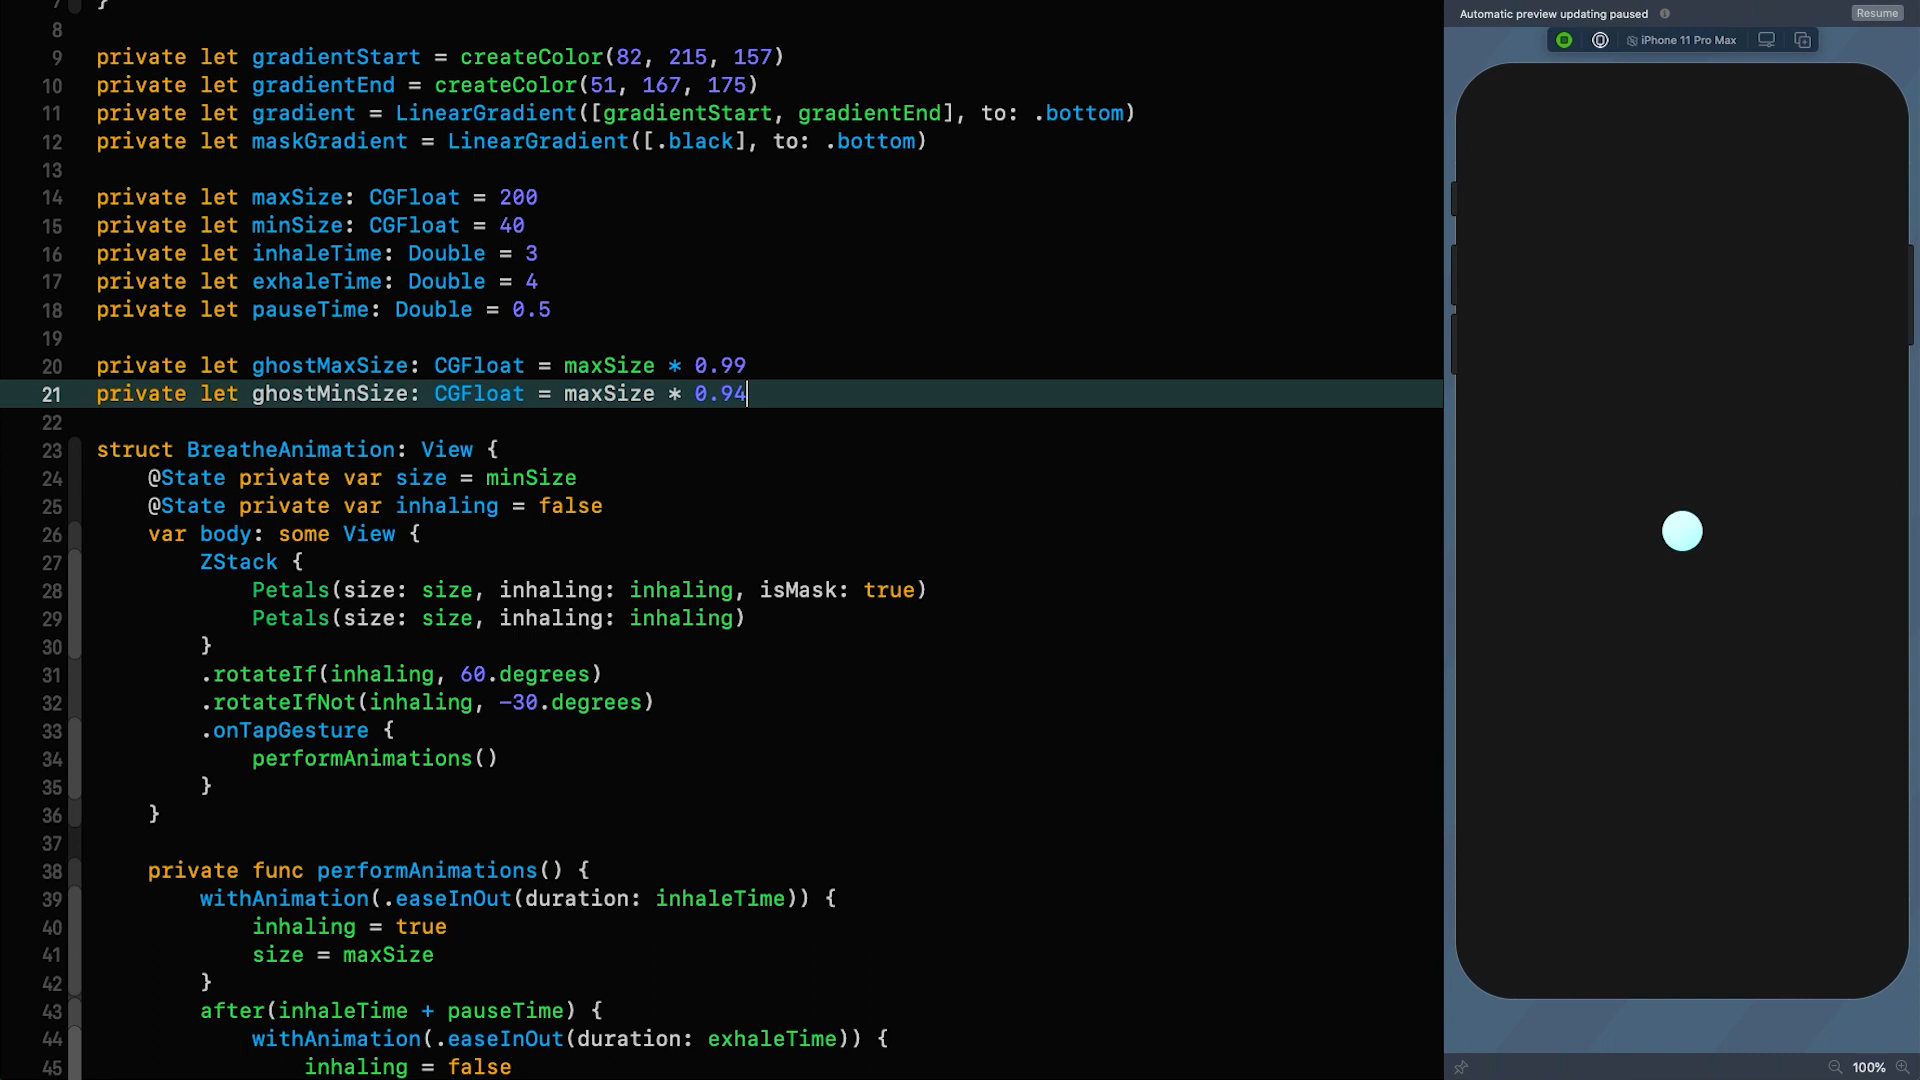 7 }
8
9 private let gradientStart = createColor(82, 215, 157)
10 private let gradientEnd = createColor(51, 167, 175)
11 private let gradient = LinearGradient([gradientStart, gradientEnd], to: .bottom)
12 private let maskGradient = LinearGradient([.black], to: .bottom)
13
14 private let maxSize: CGFloat = 200
15 private let minSize: CGFloat = 40
16 private let inhaleTime: Double = 3
17 private let exhaleTime: Double = 4
18 private let pauseTime: Double = 0.5
19
20 private let ghostMaxSize: CGFloat = maxSize * 0.99
21 private let ghostMinSize: CGFloat = maxSize * 0.94
22
23 struct BreatheAnimation: View {
24     @State private var size = minSize
25     @State private var inhaling = false
26     var body: some View {
27         ZStack {
28             Petals(size: size, inhaling: inhaling, isMask: true)
29             Petals(size: size, inhaling: inhaling)
30         }
31         .rotateIf(inhaling, 60.degrees)
32         .rotateIfNot(inhaling, -30.degrees)
33         .onTapGesture {
34             performAnimations()
35         }
36     }
37
38     private func performAnimations() {
39         withAnimation(.easeInOut(duration: inhaleTime)) {
40             inhaling = true
41             size = maxSize
42         }
43         after(inhaleTime + pauseTime) {
44             withAnimation(.easeInOut(duration: exhaleTime)) {
45                 inhaling = false
Automatic preview updating paused
Resume
iPhone 11 Pro Max
100%